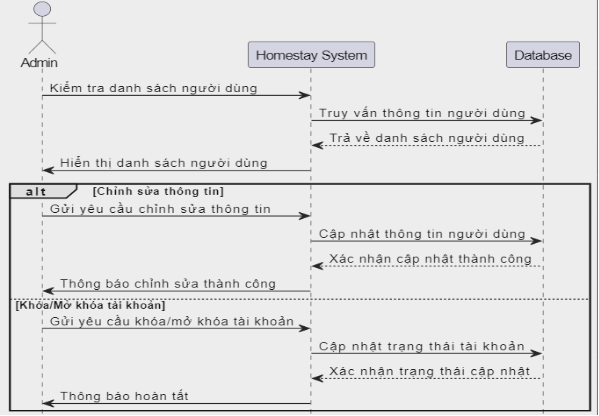 Admin
Homestay System
Database
Kiểm tra danh sách người dùng
Truy vấn thông tin người dùng
Trả về danh sách người dùng
Hiển thị danh sách người dùng
alt [Chỉnh sửa thông tin]
Gửi yêu cầu chỉnh sửa thông tin
Cập nhật thông tin người dùng
Xác nhận cập nhật thành công
Thông báo chỉnh sửa thành công
[Khóa/Mở khóa tài khoản]
Gửi yêu cầu khóa/mở khóa tài khoản
Cập nhật trạng thái tài khoản
Xác nhận trạng thái cập nhật
Thông báo hoàn tất